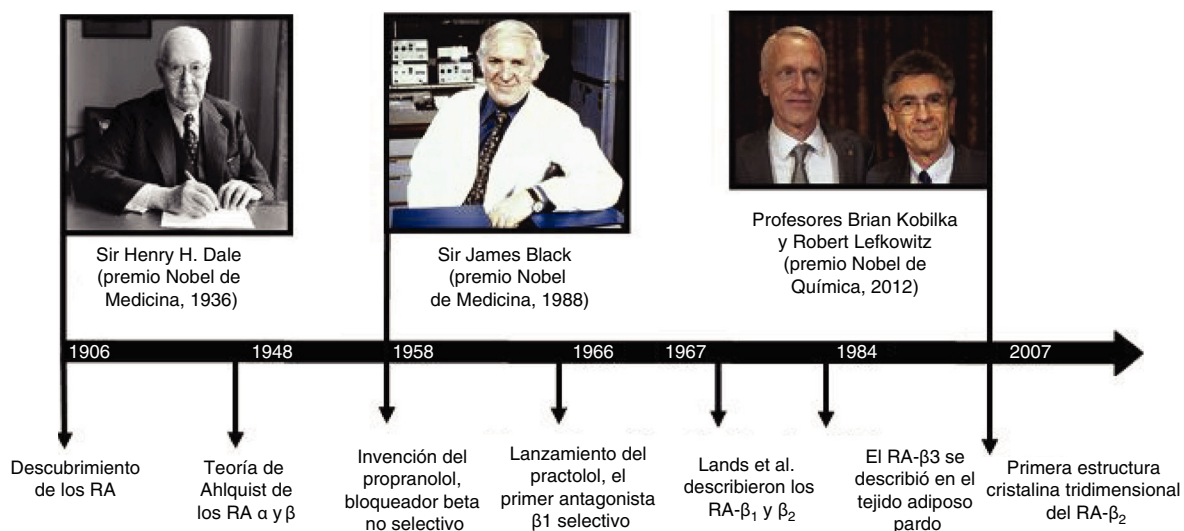 Sir Henry H. Dale
(premio Nobel de
Medicina, 1936)
Sir James Black
(premio Nobel
de Medicina, 1988)
Profesores Brian Kobilka
y Robert Lefkowitz
(premio Nobel de
Química, 2012)
1906
1948
1958
1966
1967
1984
2007
Descubrimiento
de los RA
Teoría de
Ahlquist de
los RA α y β
Invención del
propranolol,
bloqueador beta
no selectivo
Lanzamiento del
practolol, el
primer antagonista
β1 selectivo
Lands et al.
describieron los
RA-β₁ y β₂
El RA-β3 se
describió en el
tejido adiposo
pardo
Primera estructura
cristalina tridimensional
del RA-β₂